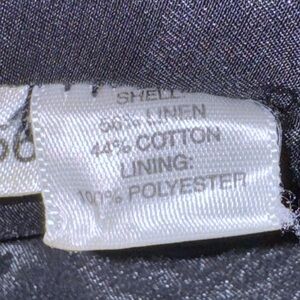 SHELL:
56% LINEN
44% COTTON
LINING:
100% POLYESTER